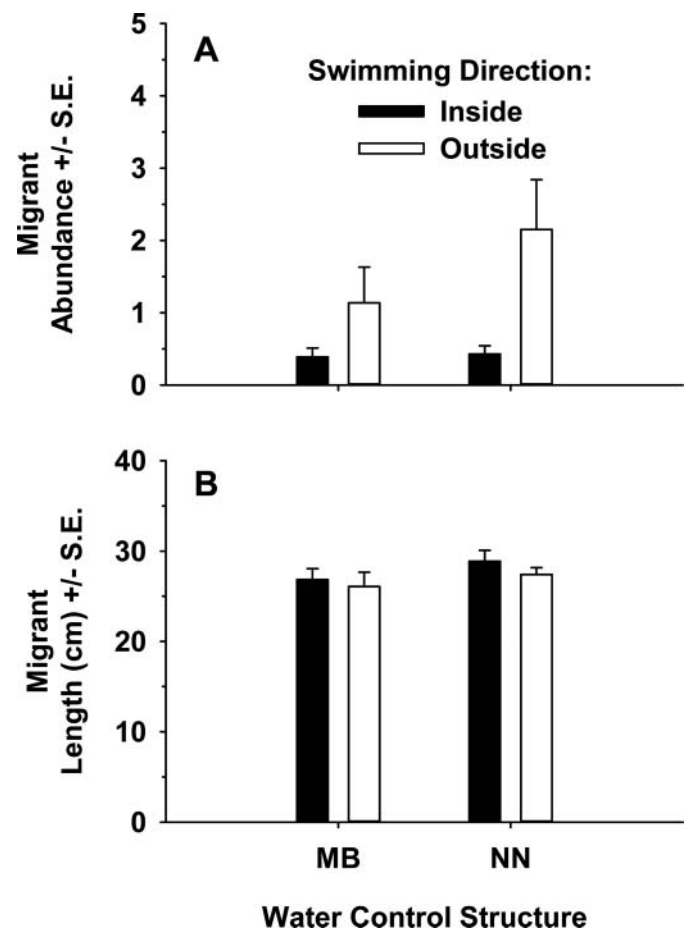 A
Swimming Direction:
Inside
Outside
Migrant
Abundance +/- S.E.
5
4
3
2
1
0
B
Migrant
Length (cm) +/- S.E.
40
30
20
10
0
MB NN
Water Control Structure